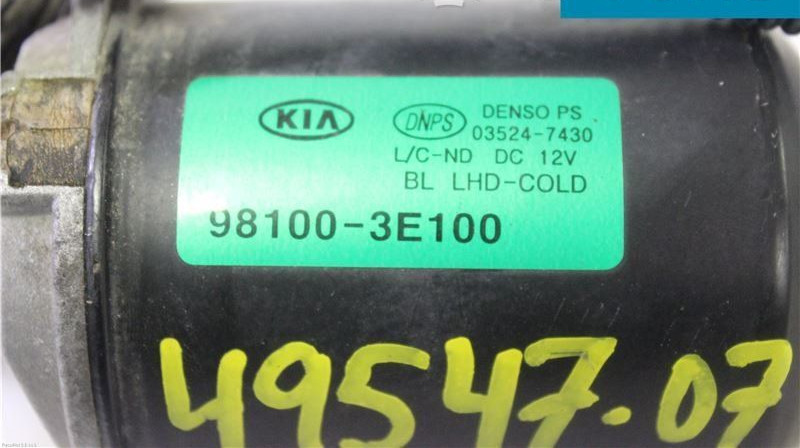 KIA
DNPS
DENSO PS
03524-7430
L/C-ND DC 12V
BL LHD-COLD
98100-3E100
49547.07